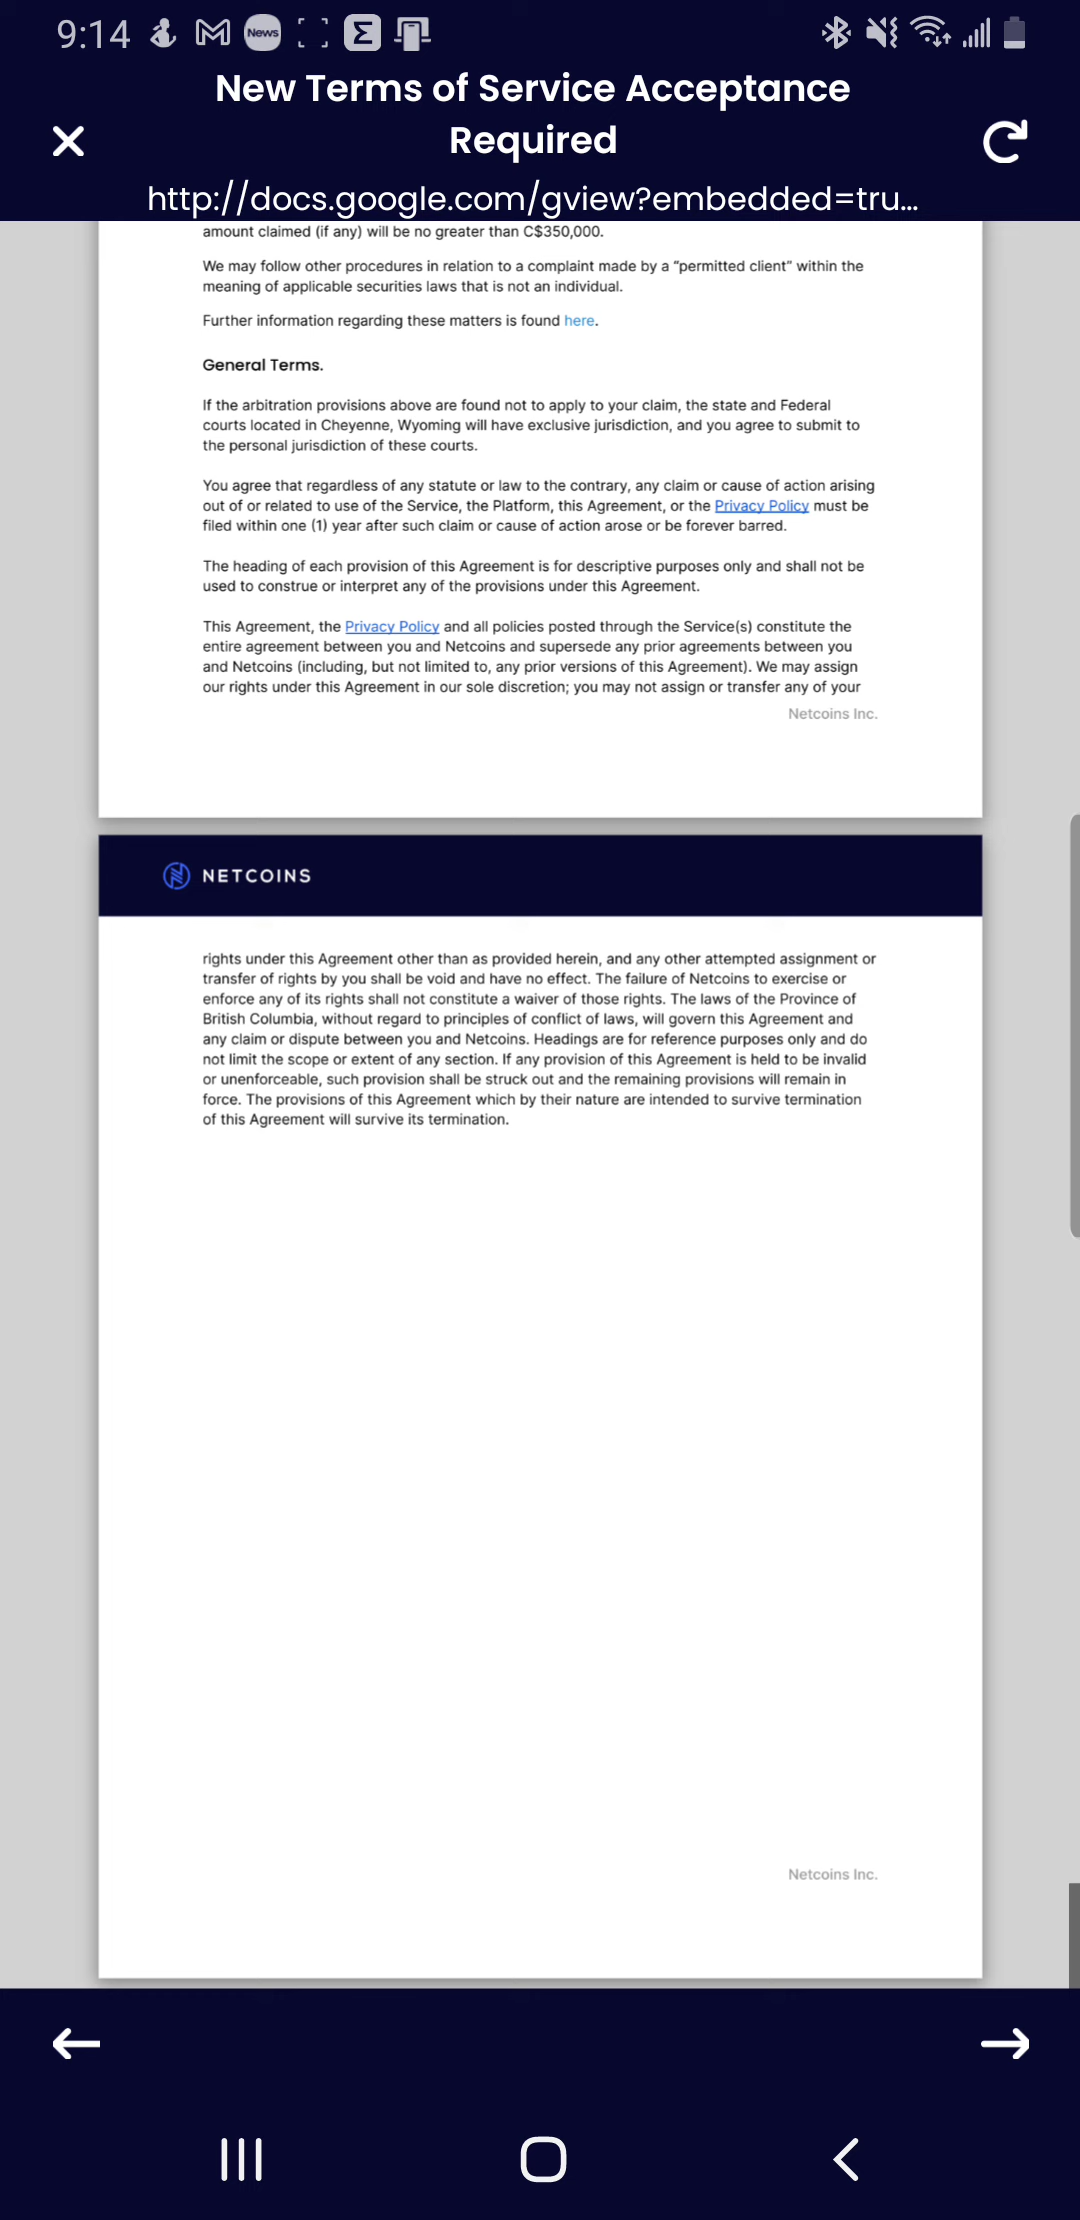 9:14
News
New Terms of Service Acceptance
Required
http://docs.google.com/gview?embedded=tru...
amount claimed (if any) will be no greater than C$350,000.
We may follow other procedures in relation to a complaint made by a “permitted client” within the
meaning of applicable securities laws that is not an individual.
Further information regarding these matters is found here.
General Terms.
If the arbitration provisions above are found not to apply to your claim, the state and Federal
courts located in Cheyenne, Wyoming will have exclusive jurisdiction, and you agree to submit to
the personal jurisdiction of these courts.
You agree that regardless of any statute or law to the contrary, any claim or cause of action arising
out of or related to use of the Service, the Platform, this Agreement, or the Privacy Policy must be
filed within one (1) year after such claim or cause of action arose or be forever barred.
The heading of each provision of this Agreement is for descriptive purposes only and shall not be
used to construe or interpret any of the provisions under this Agreement.
This Agreement, the Privacy Policy and all policies posted through the Service(s) constitute the
entire agreement between you and Netcoins and supersede any prior agreements between you
and Netcoins (including, but not limited to, any prior versions of this Agreement). We may assign
our rights under this Agreement in our sole discretion; you may not assign or transfer any of your
Netcoins Inc.
NETCOINS
rights under this Agreement other than as provided herein, and any other attempted assignment or
transfer of rights by you shall be void and have no effect. The failure of Netcoins to exercise or
enforce any of its rights shall not constitute a waiver of those rights. The laws of the Province of
British Columbia, without regard to principles of conflict of laws, will govern this Agreement and
any claim or dispute between you and Netcoins. Headings are for reference purposes only and do
not limit the scope or extent of any section. If any provision of this Agreement is held to be invalid
or unenforceable, such provision shall be struck out and the remaining provisions will remain in
force. The provisions of this Agreement which by their nature are intended to survive termination
of this Agreement will survive its termination.
Netcoins Inc.